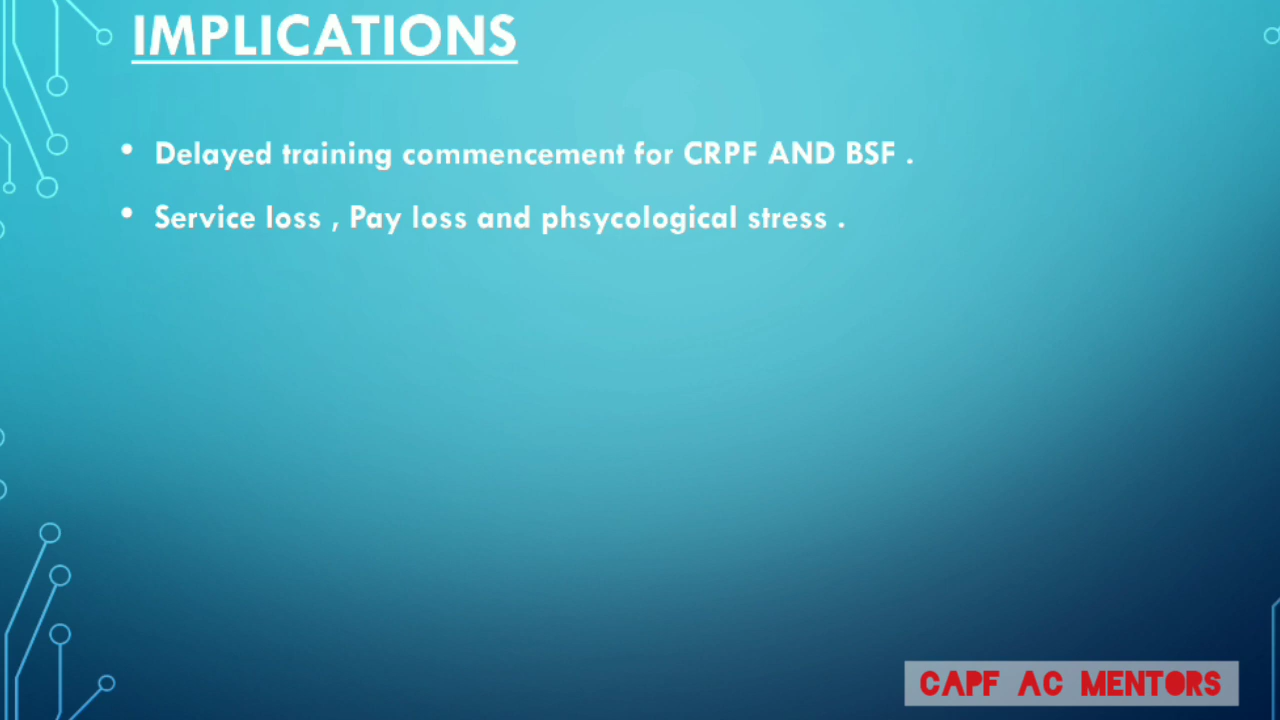 IMPLICATIONS
• Delayed training commencement for CRPF AND BSF .
• Service loss , Pay loss and phsycological stress .
CAPF AC MENTORS